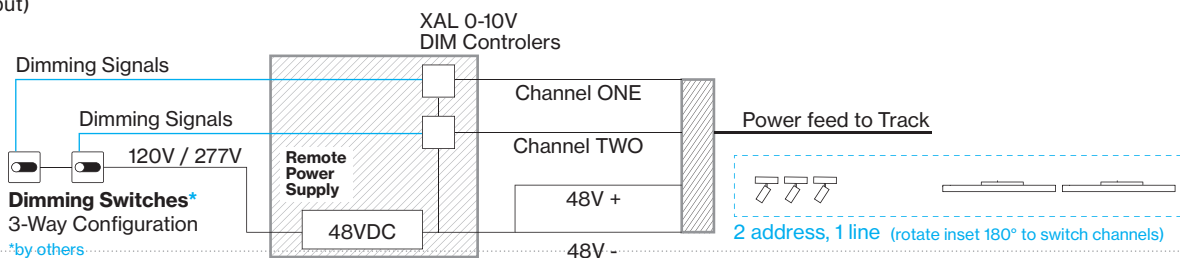 out)
XAL 0-10V
DIM Controlers
Dimming Signals
Channel ONE
Dimming Signals
Power feed to Track
Channel TWO
120V / 277V
Remote
Power
Supply
Dimming Switches*
3-Way Configuration
*by others
48V +
48VDC
48V -
2 address, 1 line (rotate inset 180° to switch channels)